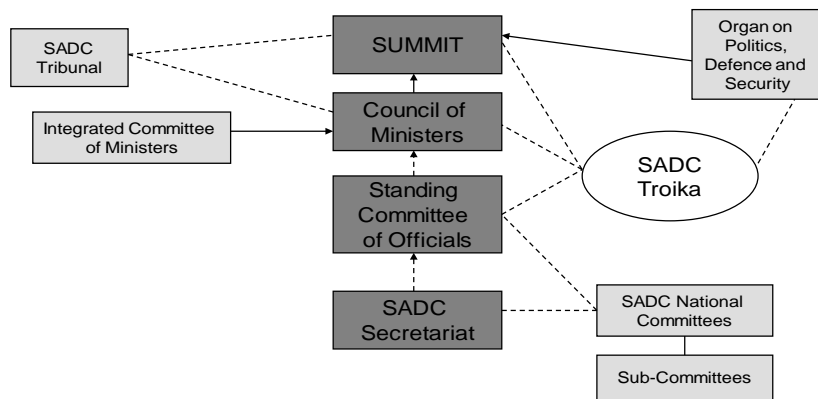 SADC
Tribunal
SUMMIT
Organ on
Politics,
Defence and
Security
Integrated Committee
of Ministers
Council of
Ministers
SADC
Troika
Standing
Committee
of Officials
SADC
Secretariat
SADC National
Committees
Sub-Committees